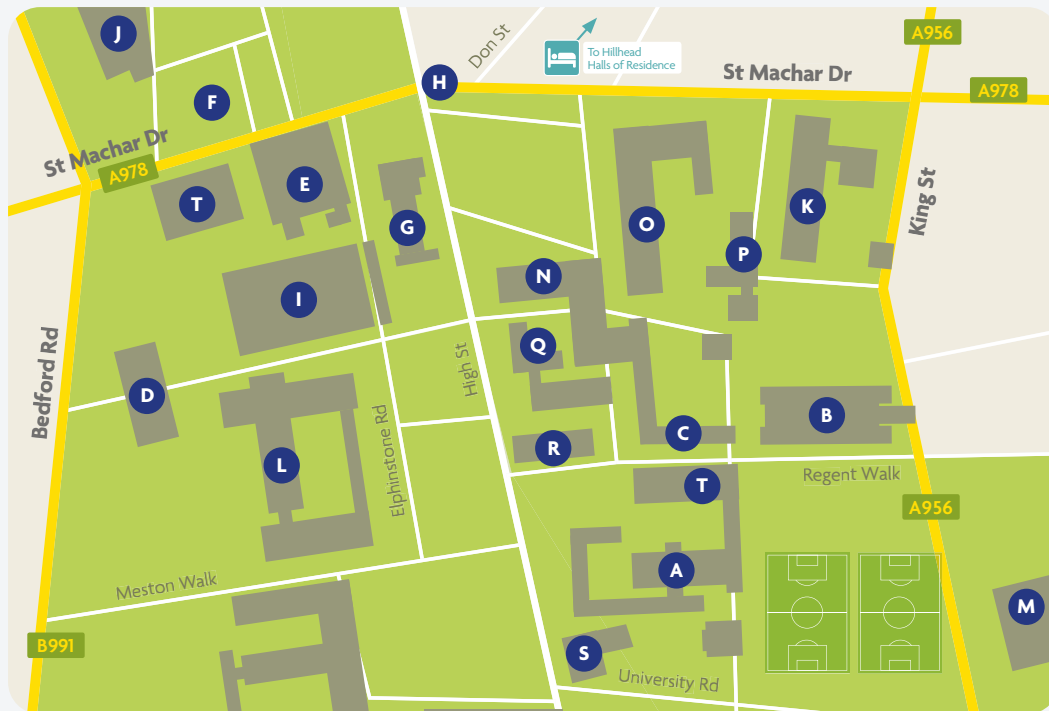 J
Don St
A956
To Hillhead
Halls of Residence
St Machar Dr
H
A978
F
St Machar Dr
A978
T
E
G
O
K
King St
P
N
I
Q
High St
Bedford Rd
D
B
C
R
Elphinstone Rd
L
Regent Walk
T
A956
A
Meston Walk
M
B991
S
University Rd